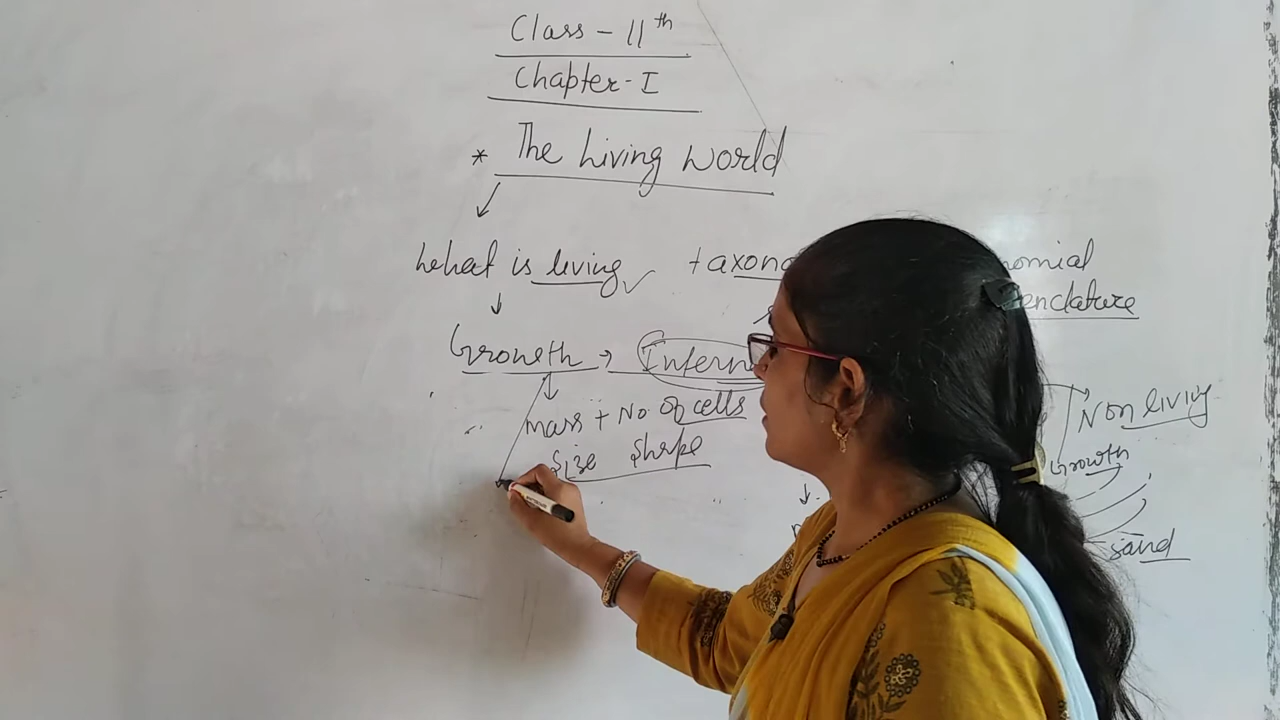 Class - 11th
Chapter - I
* The Living World
What is living ✓ taxono nomial
enclature
Growth → Intern
mass + No. of cells
Size Shape
Non living
Growth
sand